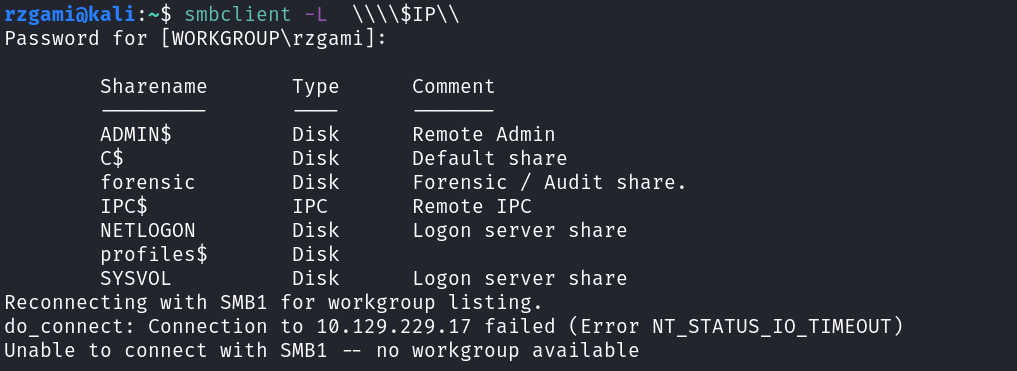 rzgami@kali:~$ smbclient -L  \\\\$IP\\
Password for [WORKGROUP\rzgami]:
Sharename       Type      Comment
---------       ----      -------
ADMIN$          Disk      Remote Admin
C$              Disk      Default share
forensic        Disk      Forensic / Audit share.
IPC$            IPC       Remote IPC
NETLOGON        Disk      Logon server share
profiles$       Disk
SYSVOL          Disk      Logon server share
Reconnecting with SMB1 for workgroup listing.
do_connect: Connection to 10.129.229.17 failed (Error NT_STATUS_IO_TIMEOUT)
Unable to connect with SMB1 -- no workgroup available